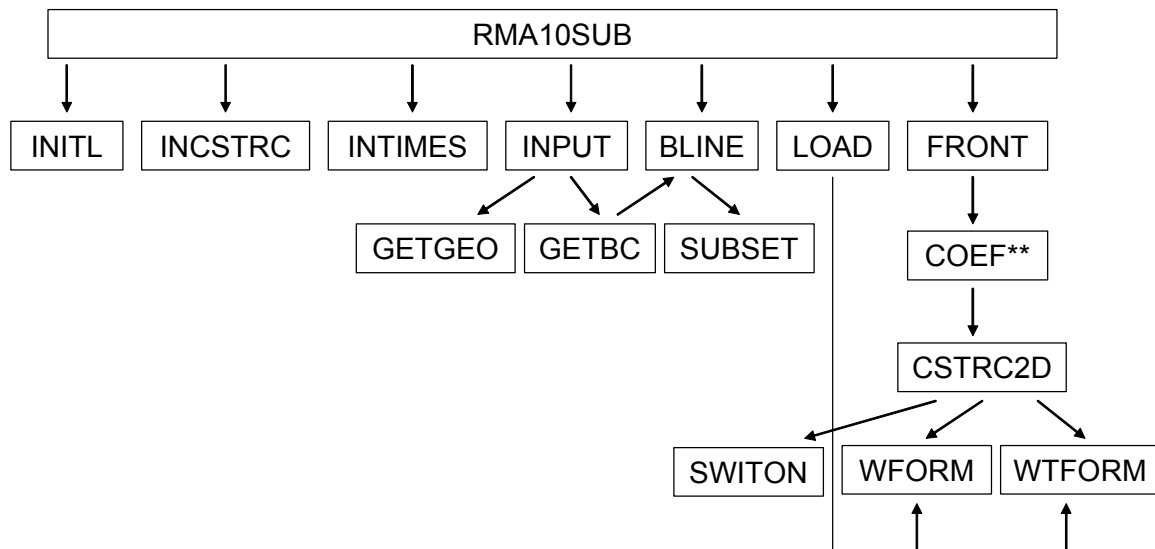 RMA10SUB
INITL
INCSTRC
INTIMES
INPUT
BLINE
LOAD
FRONT
GETGEO
GETBC
SUBSET
COEF**
CSTRC2D
SWITON
WFORM
WTFORM